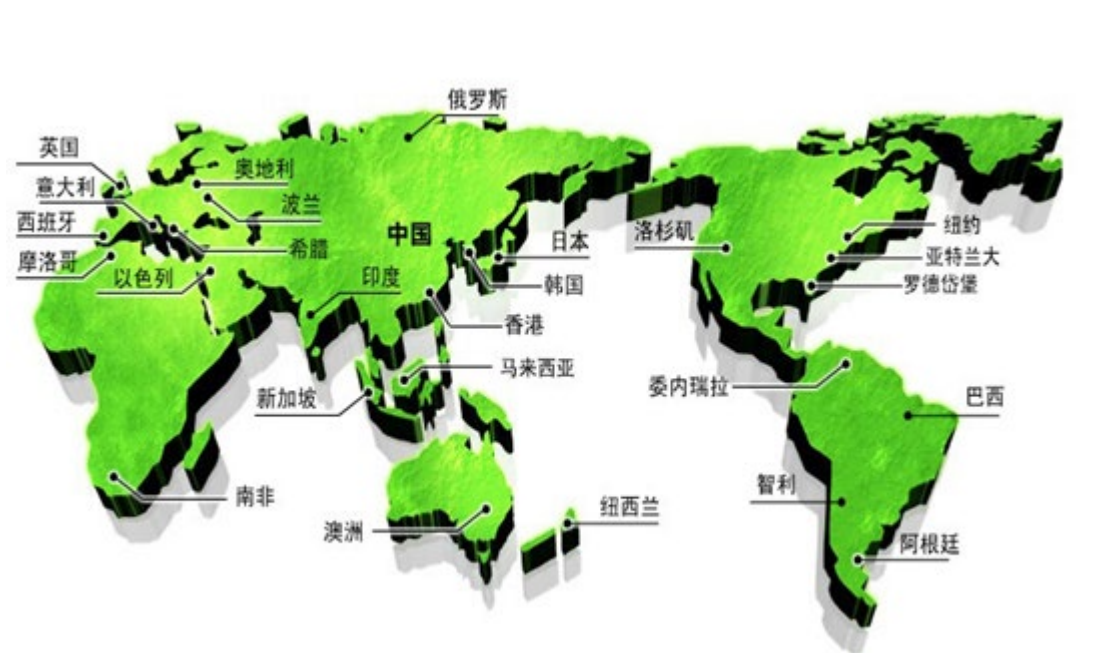 俄罗斯
英国
奥地利
意大利
波兰
西班牙
中国
洛杉矶
纽约
日本
希腊
摩洛哥
亚特兰大
以色列
印度
韩国
罗德岱堡
香港
马来西亚
委内瑞拉
新加坡
巴西
智利
南非
纽西兰
澳洲
阿根廷